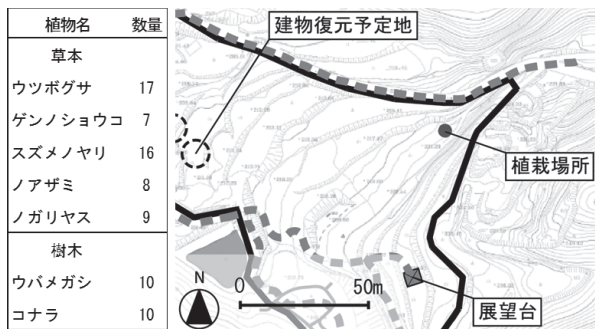 植物名 数量
草本
ウツボグサ 17
ゲンノショウコ 7
スズメノヤリ 16
ノアザミ 8
ノガリヤス 9
樹木
ウバメガシ 10
コナラ 10
建物復元予定地
植栽場所
展望台
N
0 50m